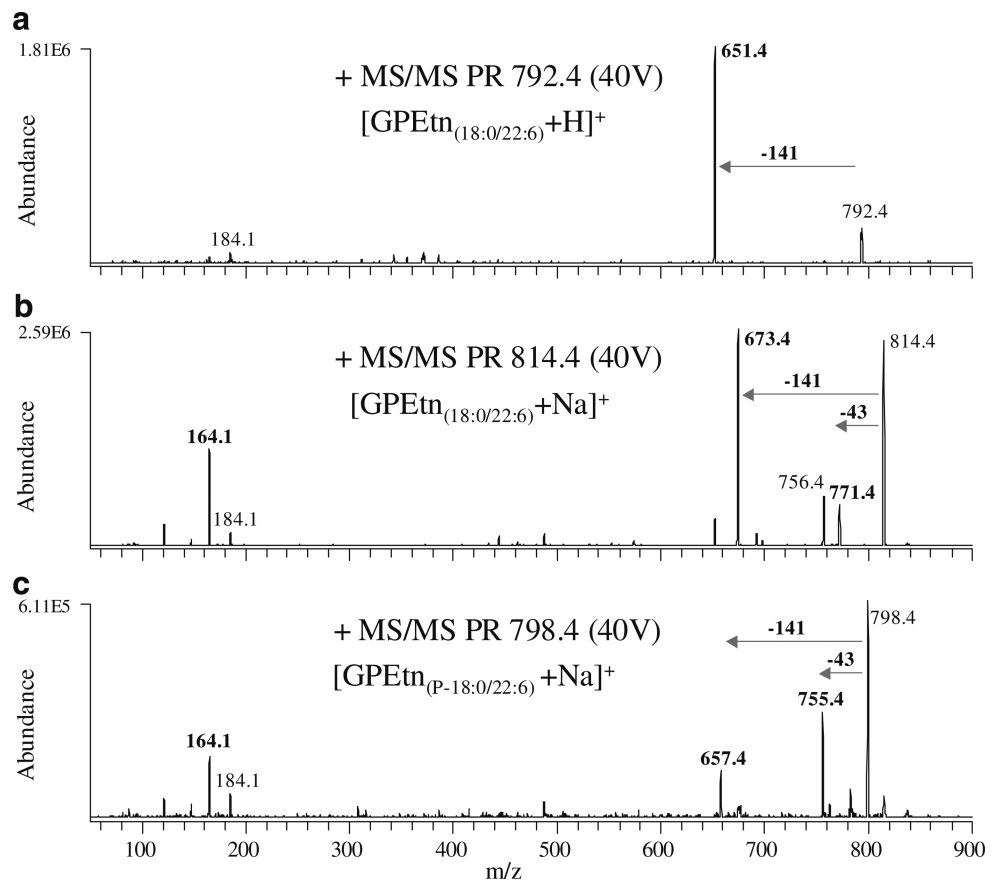 a
1.81E6
651.4
+ MS/MS PR 792.4 (40V)
[GPEtn(18:0/22:6)+H]+
-141
792.4
184.1
Abundance
b
2.59E6
673.4
814.4
+ MS/MS PR 814.4 (40V)
[GPEtn(18:0/22:6)+Na]+
-141
-43
164.1
184.1
756.4
771.4
Abundance
c
6.11E5
798.4
+ MS/MS PR 798.4 (40V)
[GPEtn(P-18:0/22:6) +Na]+
-141
-43
755.4
164.1
657.4
184.1
Abundance
100 200 300 400 500 600 700 800 900
m/z